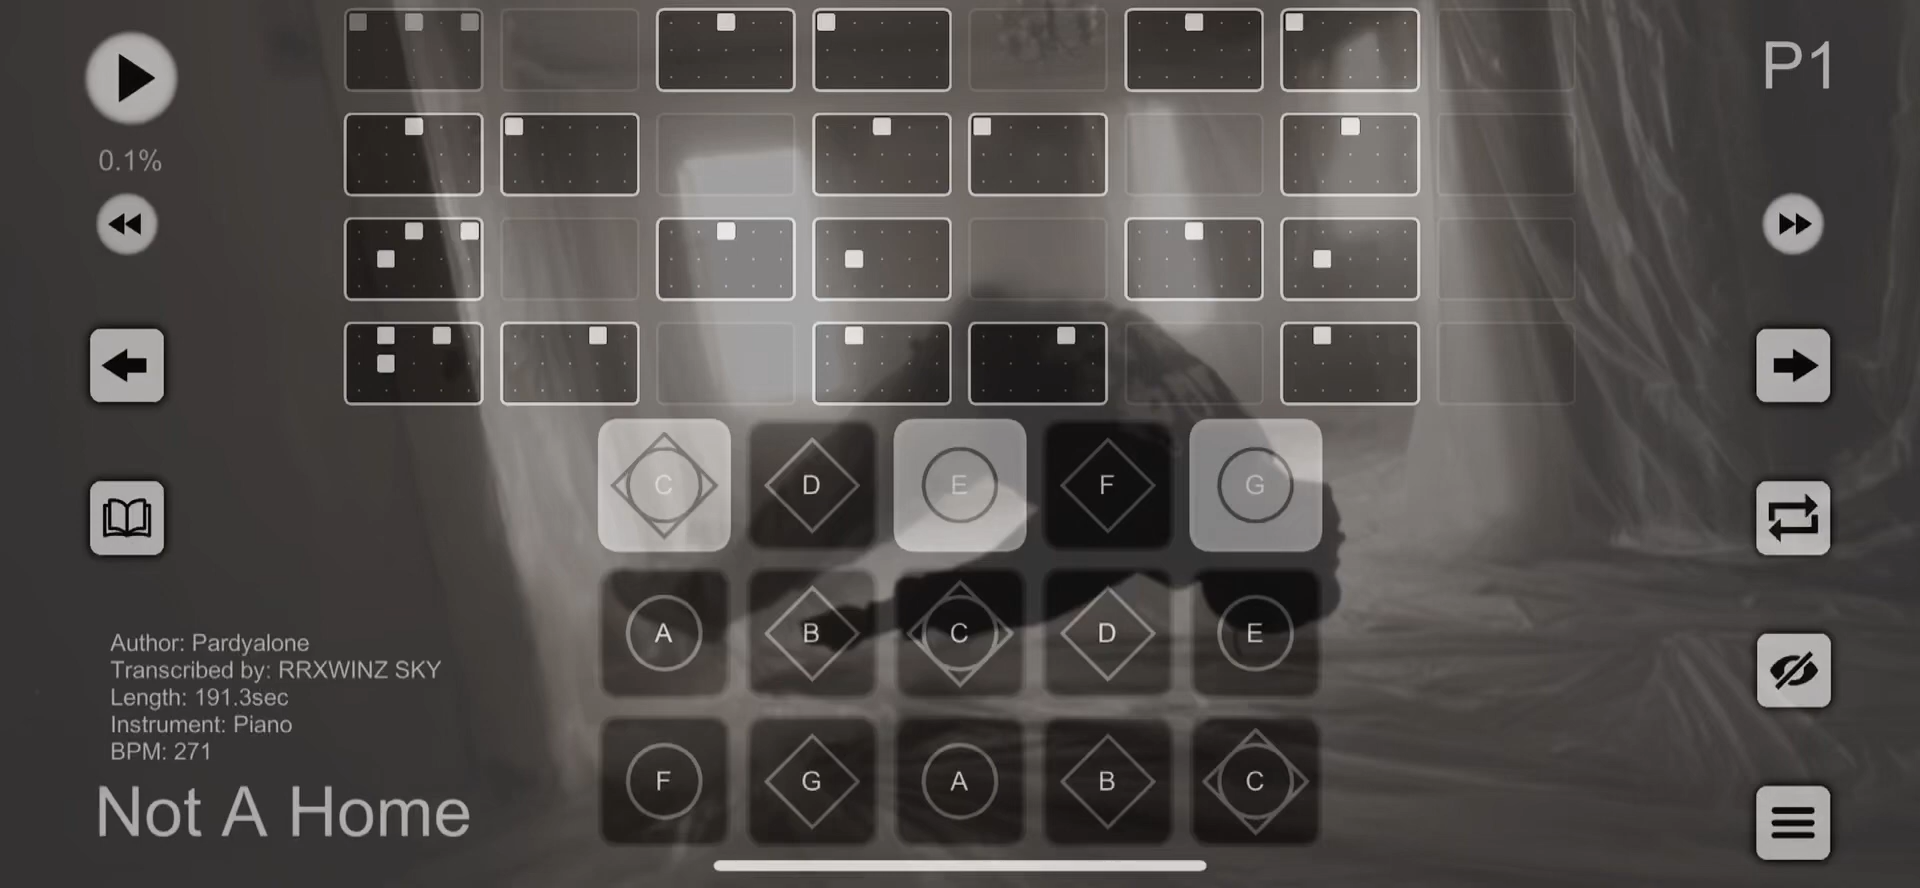 P1
0.1%
C D E F G
A B C D E
F G A B C
Author: Pardyalone
Transcribed by: RRXWINZ SKY
Length: 191.3sec
Instrument: Piano
BPM: 271
Not A Home